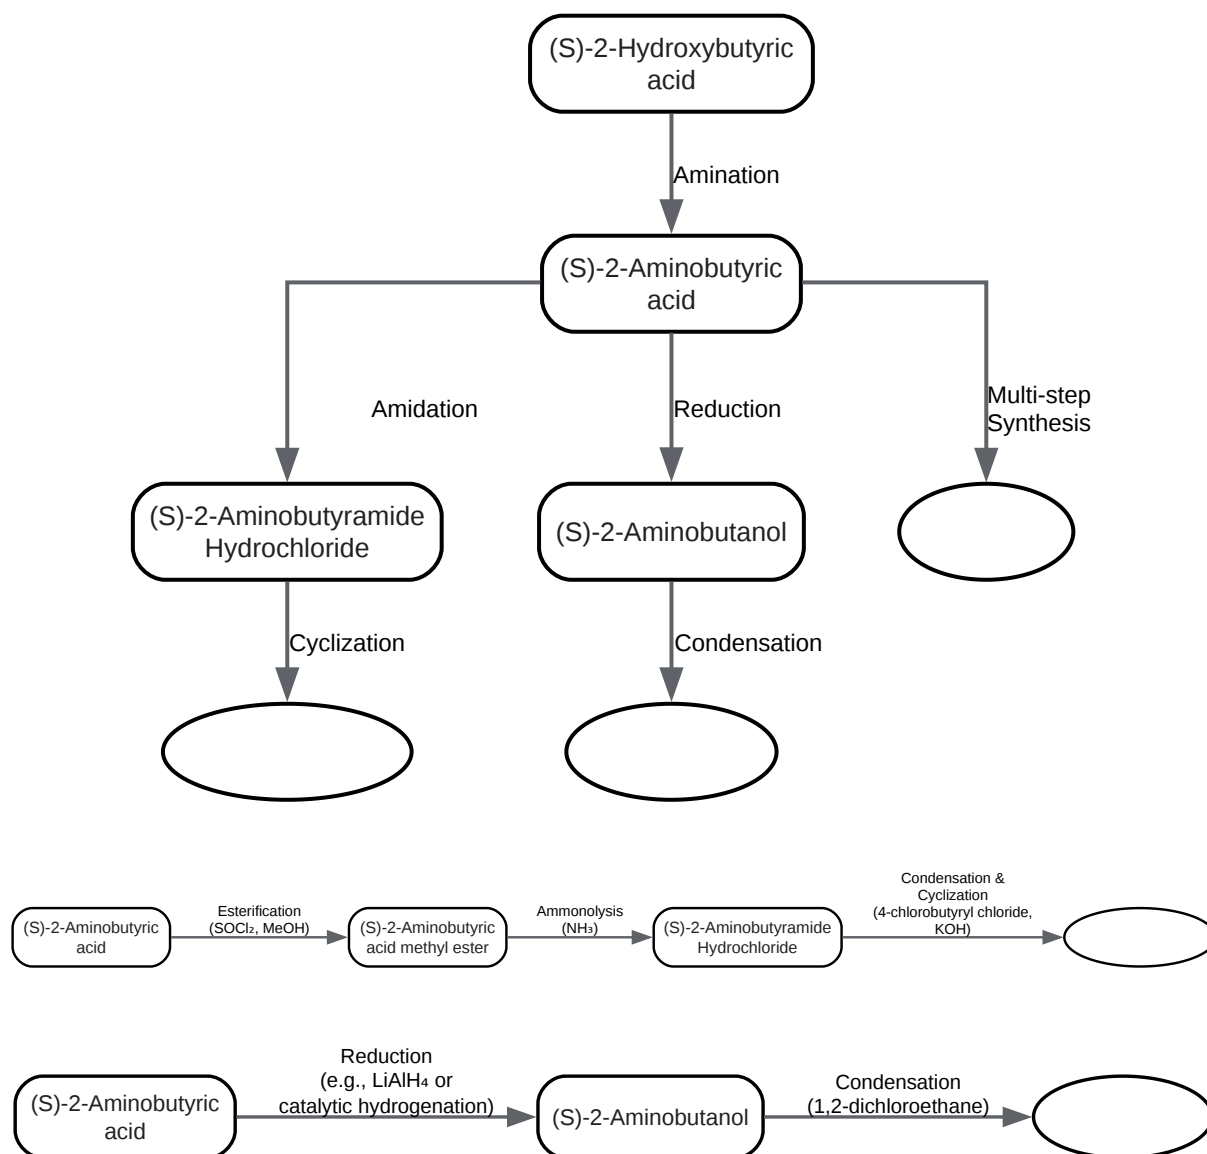 (S)-2-Hydroxybutyric
acid
Amination
(S)-2-Aminobutyric
acid
Amidation
Reduction
Multi-step
Synthesis
(S)-2-Aminobutyramide
Hydrochloride
(S)-2-Aminobutanol
Cyclization
Condensation
(S)-2-Aminobutyric
acid
Esterification
(SOCl₂, MeOH)
(S)-2-Aminobutyric
acid methyl ester
Ammonolysis
(NH₃)
(S)-2-Aminobutyramide
Hydrochloride
Condensation &
Cyclization
(4-chlorobutyryl chloride,
KOH)
(S)-2-Aminobutyric
acid
Reduction
(e.g., LiAlH₄ or
catalytic hydrogenation)
(S)-2-Aminobutanol
Condensation
(1,2-dichloroethane)